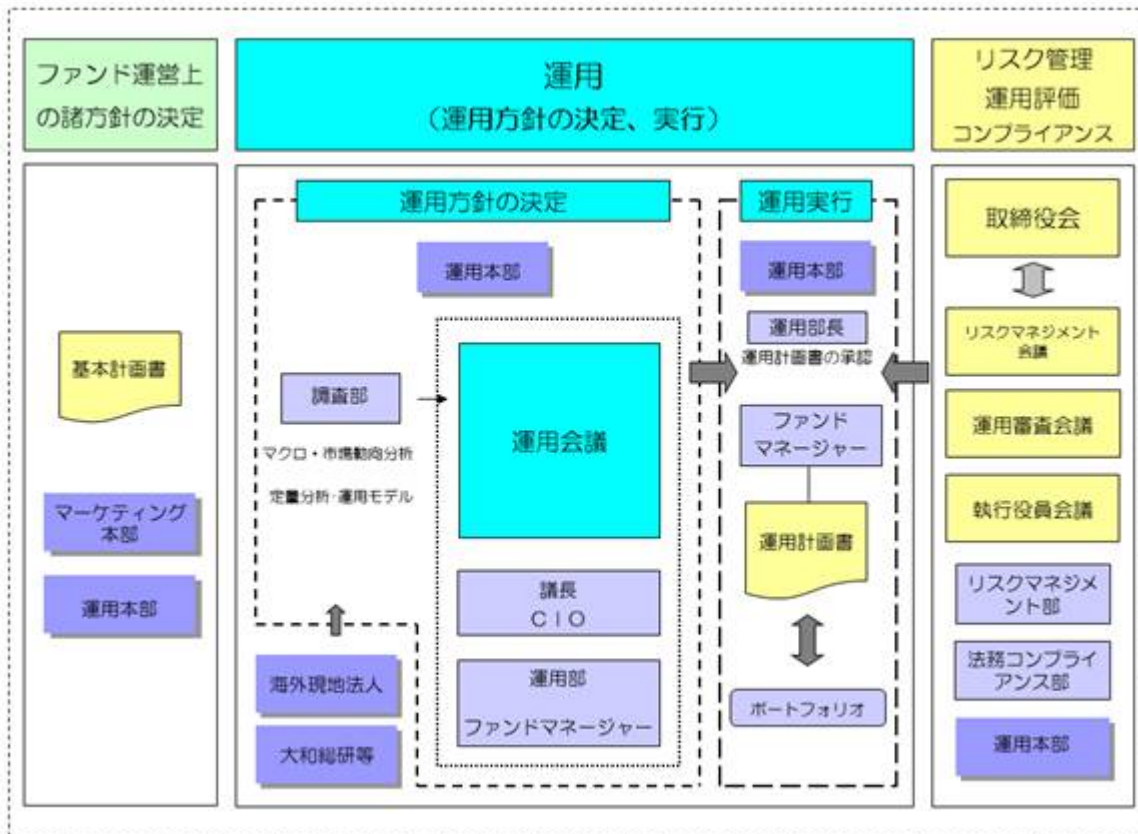 ファンド運営上
の諸方針の決定
運用
（運用方針の決定、実行）
リスク管理
運用評価
コンプライアンス
基本計画書
マーケティング
本部
運用本部
運用方針の決定
運用本部
調査部
マクロ・市場動向分析
定量分析・運用モデル
運用会議
議長
ＣＩＯ
運用部
ファンドマネージャー
海外現地法人
大和総研等
運用実行
運用本部
運用部長
運用計画書の承認
ファンド
マネージャー
運用計画書
ポートフォリオ
取締役会
リスクマネジメント
会議
運用審査会議
執行役員会議
リスクマネジメ
ント部
法務コンプライ
アンス部
運用本部